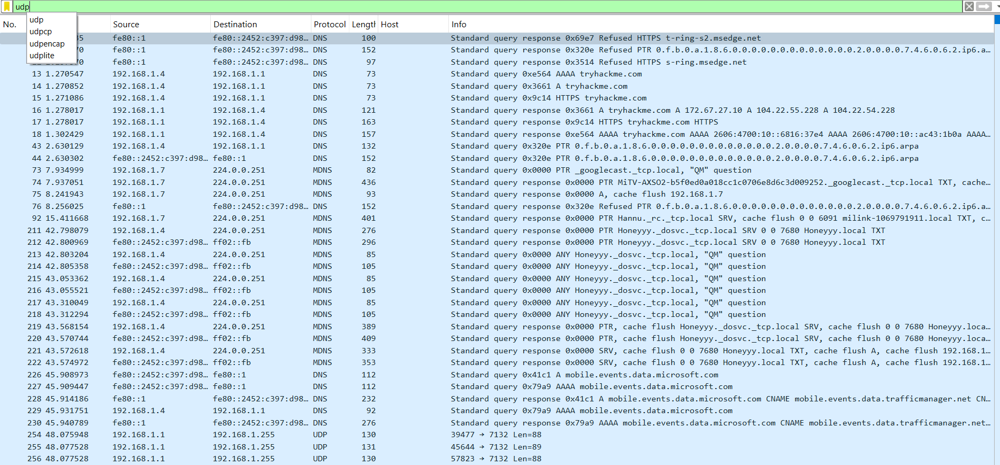 udp
udp
udpcp
udpencap
udplite
No. Source Destination Protocol Length Host Info
35 fe80::1 fe80::2452:c397:d98… DNS 100 Standard query response 0x69e7 Refused HTTPS t-ring-s2.msedge.net
70 fe80::1 fe80::2452:c397:d98… DNS 152 Standard query response 0x320e Refused PTR 0.f.b.0.a.1.8.6.0.0.0.0.0.0.0.0.0.0.0.0.0.2.0.0.0.0.7.4.6.0.6.2.ip6.a…
70 fe80::1 fe80::2452:c397:d98… DNS 97 Standard query response 0x3514 Refused HTTPS s-ring.msedge.net
13 1.270547 192.168.1.4 192.168.1.1 DNS 73 Standard query 0xe564 AAAA tryhackme.com
14 1.270852 192.168.1.4 192.168.1.1 DNS 73 Standard query 0x3661 A tryhackme.com
15 1.271086 192.168.1.4 192.168.1.1 DNS 73 Standard query 0x9c14 HTTPS tryhackme.com
16 1.278017 192.168.1.1 192.168.1.4 DNS 121 Standard query response 0x3661 A tryhackme.com A 172.67.27.10 A 104.22.55.228 A 104.22.54.228
17 1.278017 192.168.1.1 192.168.1.4 DNS 163 Standard query response 0x9c14 HTTPS tryhackme.com HTTPS
18 1.302429 192.168.1.1 192.168.1.4 DNS 157 Standard query response 0xe564 AAAA tryhackme.com AAAA 2606:4700:10::6816:37e4 AAAA 2606:4700:10::ac43:1b0a AAAA…
43 2.630129 192.168.1.4 192.168.1.1 DNS 132 Standard query 0x320e PTR 0.f.b.0.a.1.8.6.0.0.0.0.0.0.0.0.0.0.0.0.0.2.0.0.0.0.7.4.6.0.6.2.ip6.arpa
44 2.630302 fe80::2452:c397:d98… fe80::1 DNS 152 Standard query 0x320e PTR 0.f.b.0.a.1.8.6.0.0.0.0.0.0.0.0.0.0.0.0.0.2.0.0.0.0.7.4.6.0.6.2.ip6.arpa
73 7.934999 192.168.1.7 224.0.0.251 MDNS 82 Standard query 0x0000 PTR _googlecast._tcp.local, "QM" question
74 7.937051 192.168.1.7 224.0.0.251 MDNS 436 Standard query response 0x0000 PTR MiTV-AXSO2-b5f0ed0a018cc1c0706e8d6c3d009252._googlecast._tcp.local TXT, cache…
75 8.241943 192.168.1.7 224.0.0.251 MDNS 93 Standard query response 0x0000 A, cache flush 192.168.1.7
76 8.256025 fe80::1 fe80::2452:c397:d98… DNS 152 Standard query response 0x320e Refused PTR 0.f.b.0.a.1.8.6.0.0.0.0.0.0.0.0.0.0.0.0.0.2.0.0.0.0.7.4.6.0.6.2.ip6.a…
92 15.411668 192.168.1.7 224.0.0.251 MDNS 401 Standard query response 0x0000 PTR Hannu._rc._tcp.local SRV, cache flush 0 0 6091 milink-1069791911.local TXT, c…
211 42.798079 192.168.1.4 224.0.0.251 MDNS 276 Standard query response 0x0000 PTR Honeyyy._dosvc._tcp.local SRV 0 0 7680 Honeyyy.local TXT
212 42.800969 fe80::2452:c397:d98… ff02::fb MDNS 296 Standard query response 0x0000 PTR Honeyyy._dosvc._tcp.local SRV 0 0 7680 Honeyyy.local TXT
213 42.803204 192.168.1.4 224.0.0.251 MDNS 85 Standard query 0x0000 ANY Honeyyy._dosvc._tcp.local, "QM" question
214 42.805358 fe80::2452:c397:d98… ff02::fb MDNS 105 Standard query 0x0000 ANY Honeyyy._dosvc._tcp.local, "QM" question
215 43.053362 192.168.1.4 224.0.0.251 MDNS 85 Standard query 0x0000 ANY Honeyyy._dosvc._tcp.local, "QM" question
216 43.055521 fe80::2452:c397:d98… ff02::fb MDNS 105 Standard query 0x0000 ANY Honeyyy._dosvc._tcp.local, "QM" question
217 43.310049 192.168.1.4 224.0.0.251 MDNS 85 Standard query 0x0000 ANY Honeyyy._dosvc._tcp.local, "QM" question
218 43.312294 fe80::2452:c397:d98… ff02::fb MDNS 105 Standard query 0x0000 ANY Honeyyy._dosvc._tcp.local, "QM" question
219 43.568154 192.168.1.4 224.0.0.251 MDNS 389 Standard query response 0x0000 PTR, cache flush Honeyyy._dosvc._tcp.local SRV, cache flush 0 0 7680 Honeyyy.loca…
220 43.570744 fe80::2452:c397:d98… ff02::fb MDNS 409 Standard query response 0x0000 PTR, cache flush Honeyyy._dosvc._tcp.local SRV, cache flush 0 0 7680 Honeyyy.loca…
221 43.572618 192.168.1.4 224.0.0.251 MDNS 333 Standard query response 0x0000 SRV, cache flush 0 0 7680 Honeyyy.local TXT, cache flush A, cache flush 192.168.1…
222 43.574972 fe80::2452:c397:d98… ff02::fb MDNS 353 Standard query response 0x0000 SRV, cache flush 0 0 7680 Honeyyy.local TXT, cache flush A, cache flush 192.168.1…
226 45.908973 fe80::2452:c397:d98… fe80::1 DNS 112 Standard query 0x41c1 A mobile.events.data.microsoft.com
227 45.909447 fe80::2452:c397:d98… fe80::1 DNS 112 Standard query 0x79a9 AAAA mobile.events.data.microsoft.com
228 45.914186 fe80::1 fe80::2452:c397:d98… DNS 232 Standard query response 0x41c1 A mobile.events.data.microsoft.com CNAME mobile.events.data.trafficmanager.net CN…
229 45.931751 192.168.1.4 192.168.1.1 DNS 92 Standard query 0x79a9 AAAA mobile.events.data.microsoft.com
230 45.940789 fe80::1 fe80::2452:c397:d98… DNS 276 Standard query response 0x79a9 AAAA mobile.events.data.microsoft.com CNAME mobile.events.data.trafficmanager.net…
254 48.075948 192.168.1.1 192.168.1.255 UDP 130 39477 → 7132 Len=88
255 48.077528 192.168.1.1 192.168.1.255 UDP 131 45644 → 7132 Len=89
256 48.077528 192.168.1.1 192.168.1.255 UDP 130 57823 → 7132 Len=88